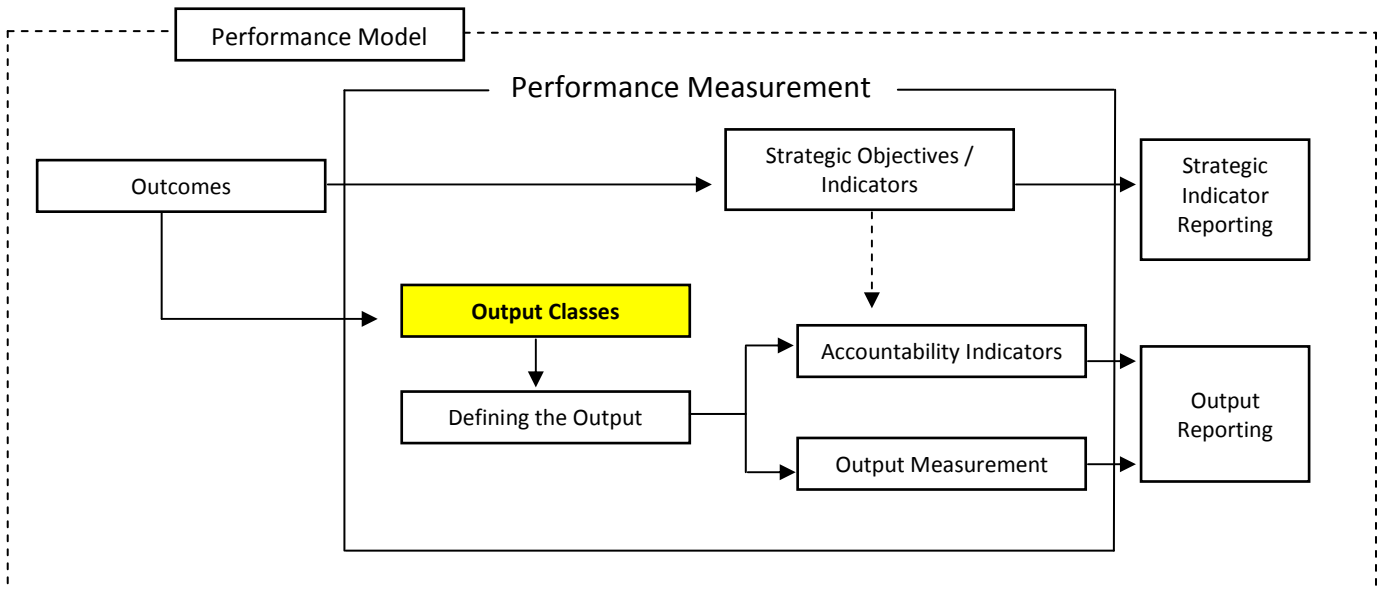 Performance Model
Performance Measurement
Outcomes
Strategic Objectives /
Indicators
Strategic
Indicator
Reporting
Output Classes
Defining the Output
Accountability Indicators
Output Measurement
Output
Reporting